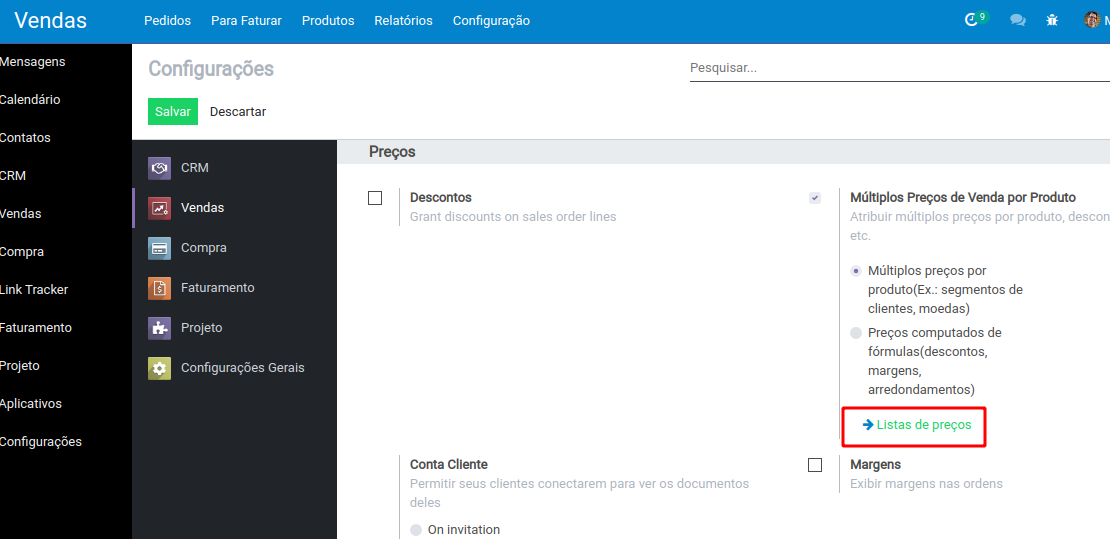 Vendas
Pedidos Para Faturar Produtos Relatórios Configuração
9
M
Mensagens
Calendário
Contatos
CRM
Vendas
Compra
Link Tracker
Faturamento
Projeto
Aplicativos
Configurações
Configurações
Pesquisar...
Salvar Descartar
CRM
Vendas
Compra
Faturamento
Projeto
Configurações Gerais
Preços
Descontos
Grant discounts on sales order lines
Múltiplos Preços de Venda por Produto
Atribuir múltiplos preços por produto, descon
etc.
Múltiplos preços por
produto(Ex.: segmentos de
clientes, moedas)
Preços computados de
fórmulas(descontos,
margens,
arredondamentos)
Listas de preços
Conta Cliente
Permitir seus clientes conectarem para ver os documentos
deles
On invitation
Margens
Exibir margens nas ordens